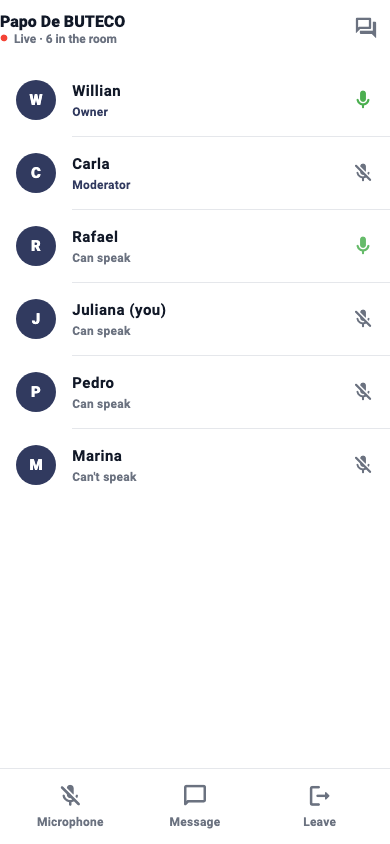 Papo De BUTECO
Live · 6 in the room
W
Willian
Owner
C
Carla
Moderator
R
Rafael
Can speak
J
Juliana (you)
Can speak
P
Pedro
Can speak
M
Marina
Can't speak
Microphone
Message
Leave